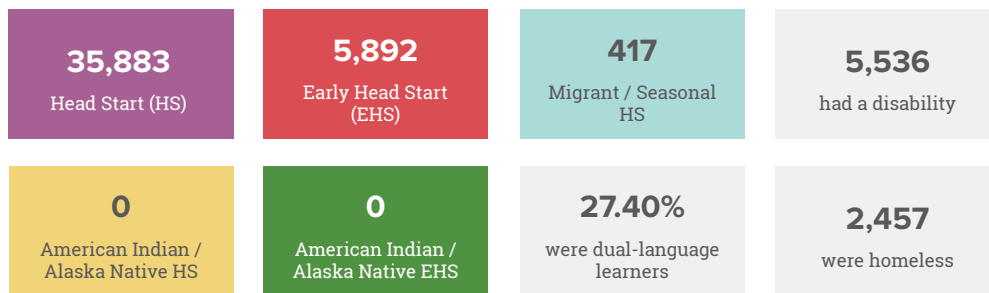 35,883
Head Start (HS)
5,892
Early Head Start
(EHS)
417
Migrant / Seasonal
HS
5,536
had a disability
0
American Indian /
Alaska Native HS
0
American Indian /
Alaska Native EHS
27.40%
were dual-language
learners
2,457
were homeless